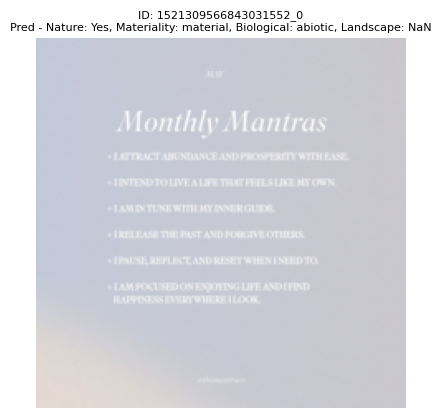 ID: 1521309566843031552_0
Pred - Nature: Yes, Materiality: material, Biological: abiotic, Landscape: NaN
MAY
Monthly Mantras
• I ATTRACT ABUNDANCE AND PROSPERITY WITH EASE.
• I INTEND TO LIVE A LIFE THAT FEELS LIKE MY OWN.
• I AM IN TUNE WITH MY INNER GUIDE.
• I RELEASE THE PAST AND FORGIVE OTHERS.
• I PAUSE, REFLECT, AND RESET WHEN I NEED TO.
• I AM FOCUSED ON ENJOYING LIFE AND I FIND
HAPPINESS EVERYWHERE I LOOK.